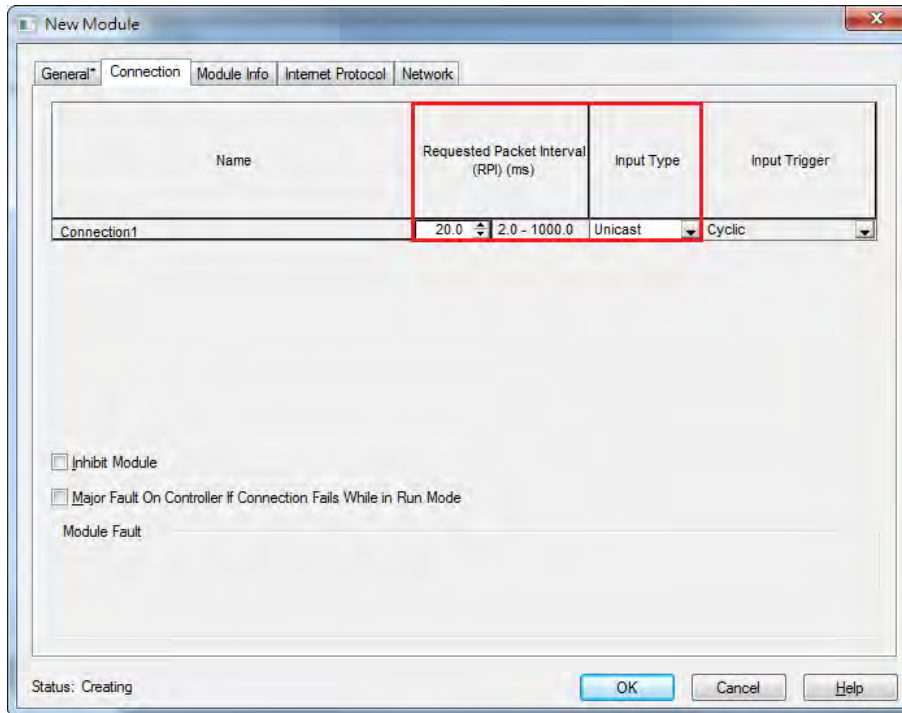 New Module
General* Connection Module Info Internet Protocol Network
Name Requested Packet Interval (RPI) (ms) Input Type Input Trigger
Connection1 20.0 2.0 - 1000.0 Unicast Cyclic
Inhibit Module
Major Fault On Controller If Connection Fails While in Run Mode
Module Fault
Status: Creating OK Cancel Help